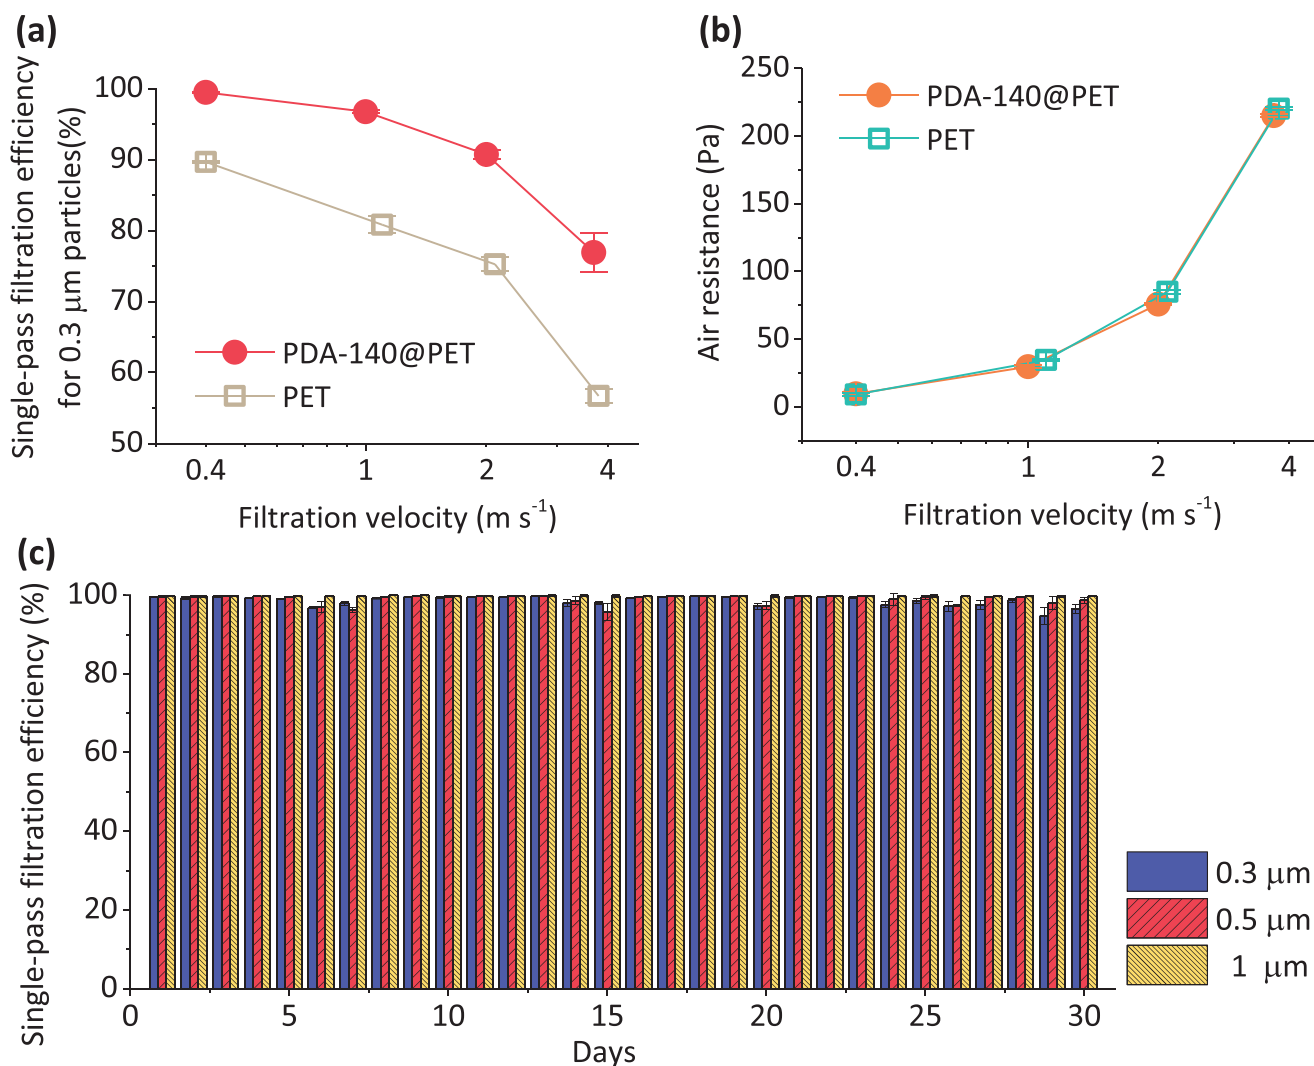 (a)
Single-pass filtration efficiency
for 0.3 μm particles(%)
100
90
80
70
60
50
PDA-140@PET
PET
0.4
1
2
4
Filtration velocity (m s⁻¹)
(b)
Air resistance (Pa)
250
200
150
100
50
0
PDA-140@PET
PET
0.4
1
2
4
Filtration velocity (m s⁻¹)
(c)
Single-pass filtration efficiency (%)
100
80
60
40
20
0
0
5
10
15
20
25
30
Days
0.3 μm
0.5 μm
1 μm